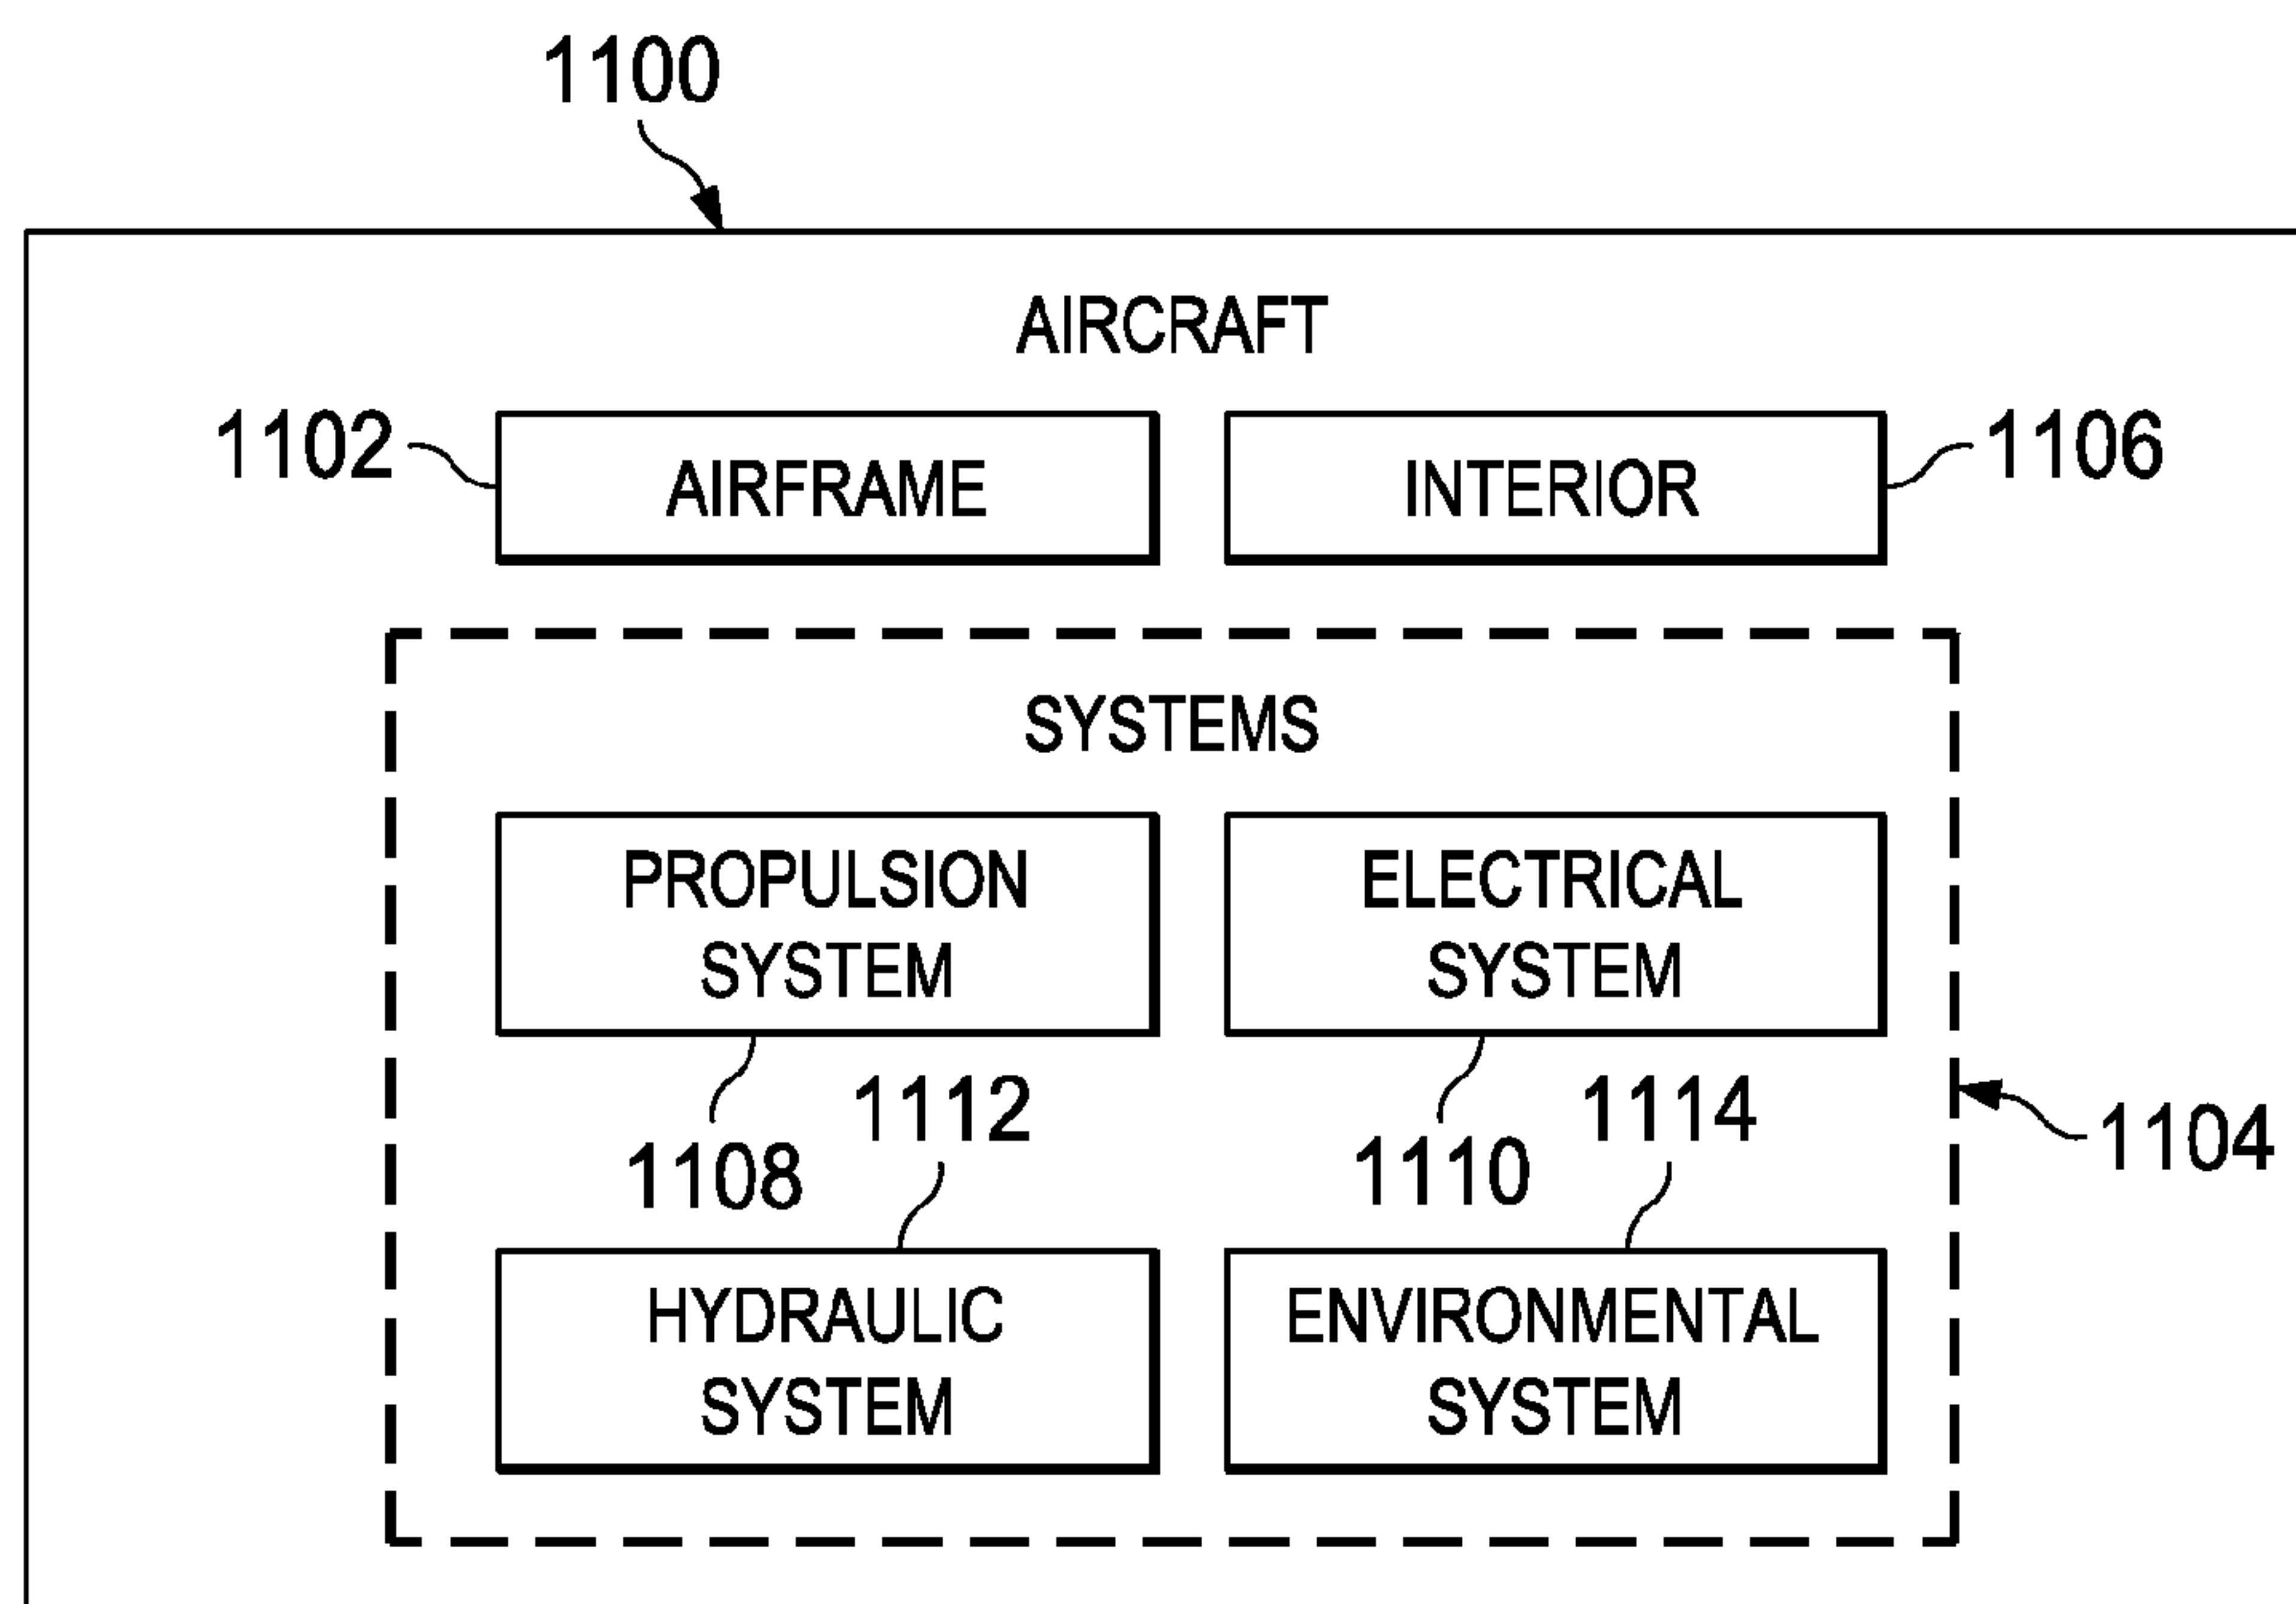 1100
AIRCRAFT
1102
AIRFRAME
INTERIOR
1106
SYSTEMS
PROPULSION
SYSTEM
ELECTRICAL
SYSTEM
1108
1112
1110
1114
1104
HYDRAULIC
SYSTEM
ENVIRONMENTAL
SYSTEM